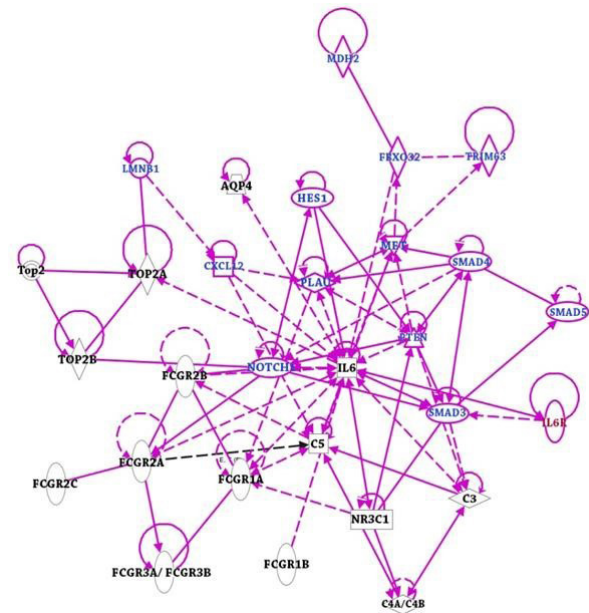 MDH2
FBXO32
TRIM63
LMNB1
AQP4
HES1
MET
CXCL12
SMAD4
Top2
TOP2A
PLAU
SMAD5
PTEN
TOP2B
NOTCH1
IL6
FCGR2B
SMAD3
IL6R
C5
FCGR2A
FCGR1A
FCGR2C
C3
NR3C1
FCGR1B
FCGR3A/ FCGR3B
C4A/C4B